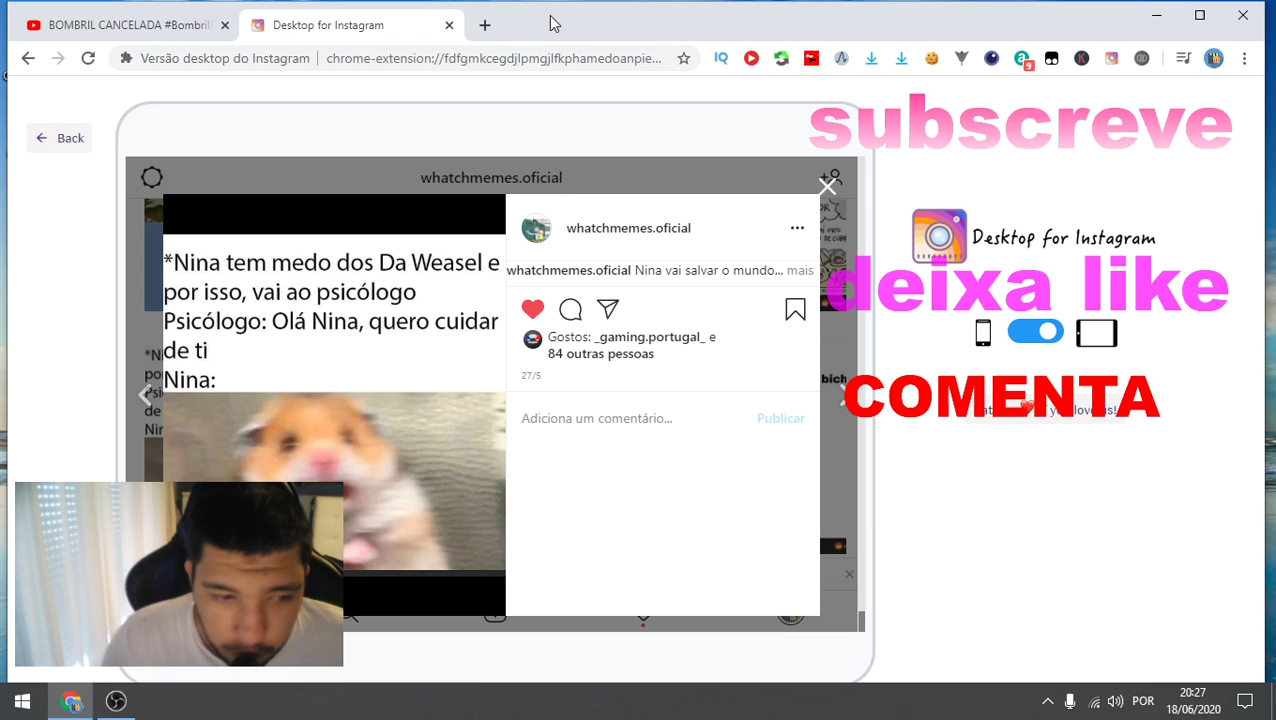 BOMBRIL CANCELADA #Bombril
Desktop for Instagram
Versão desktop do Instagram
chrome-extension://fdfgmkcegdjlpmgjlfkphamedoanpie...
IQ
9
K
subscreve
Back
whatchmemes.oficial
whatchmemes.oficial
*Nina tem medo dos Da Weasel e
por isso, vai ao psicólogo
Psicólogo: Olá Nina, quero cuidar
de ti
Nina:
whatchmemes.oficial Nina vai salvar o mundo... mais
Gostos: _gaming.portugal_ e
84 outras pessoas
27/5
Adiciona um comentário...
Publicar
Desktop for Instagram
deixa like
COMENTA
POR
20:27
18/06/2020